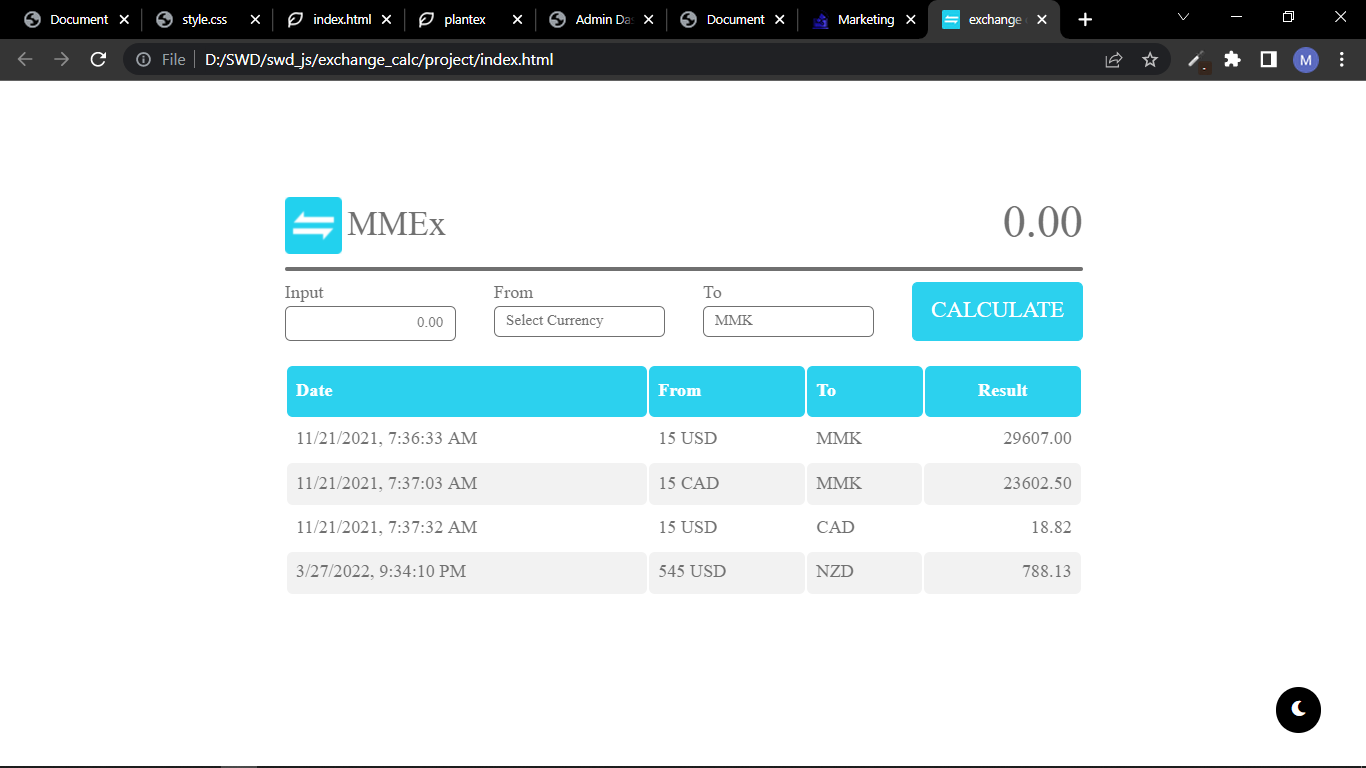 Document style.css index.html plantex Admin Da Document Marketing exchange
File D:/SWD/swd_js/exchange_calc/project/index.html M
MMEx 0.00
Input From To
0.00 Select Currency MMK CALCULATE
Date From To Result
11/21/2021, 7:36:33 AM 15 USD MMK 29607.00
11/21/2021, 7:37:03 AM 15 CAD MMK 23602.50
11/21/2021, 7:37:32 AM 15 USD CAD 18.82
3/27/2022, 9:34:10 PM 545 USD NZD 788.13